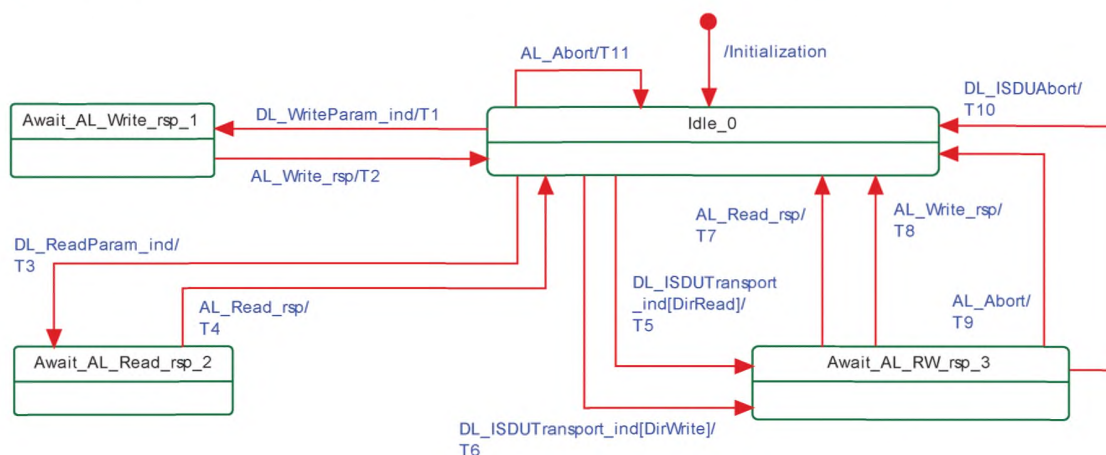 /Initialization
AL_Abort/T11
DL_ISDUAbort/
T10
Await_AL_Write_rsp_1
DL_WriteParam_ind/T1
Idle_0
AL_Write_rsp/T2
AL_Read_rsp/
T7
AL_Write_rsp/
T8
DL_ReadParam_ind/
T3
DL_ISDUTransport
_ind[DirRead]/
T5
AL_Read_rsp/
T4
AL_Abort/
T9
Await_AL_Read_rsp_2
Await_AL_RW_rsp_3
DL_ISDUTransport_ind[DirWrite]/
T6